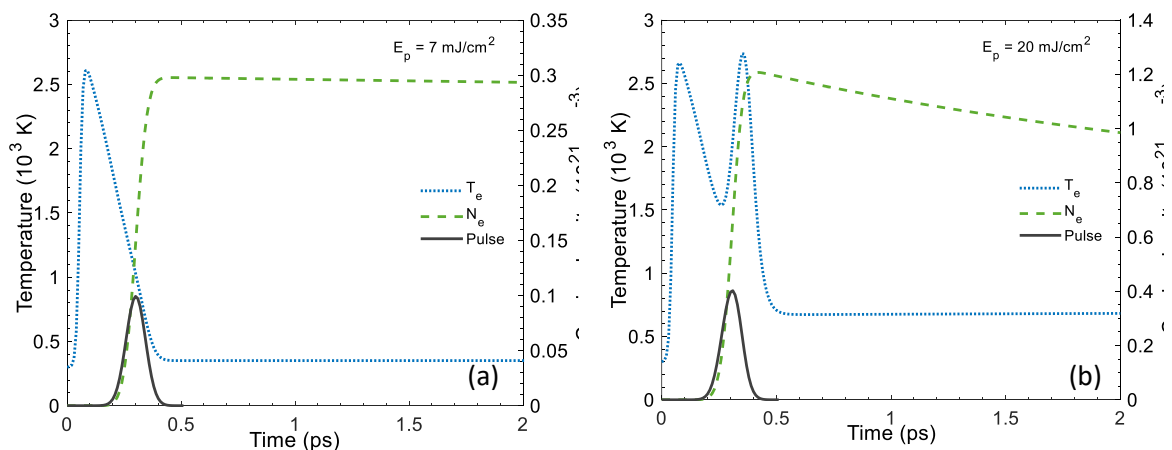 3
2.5
2
1.5
1
0.5
0
Temperature (10³ K)
0.35
0.3
0.25
0.2
0.15
0.1
0.05
0
E_p = 7 mJ/cm²
T_e
N_e
Pulse
(a)
0 0.5 1 1.5 2
Time (ps)
3
2.5
2
1.5
1
0.5
0
Temperature (10³ K)
1.4
1.2
1
0.8
0.6
0.4
0.2
0
E_p = 20 mJ/cm²
T_e
N_e
Pulse
(b)
0 0.5 1 1.5 2
Time (ps)